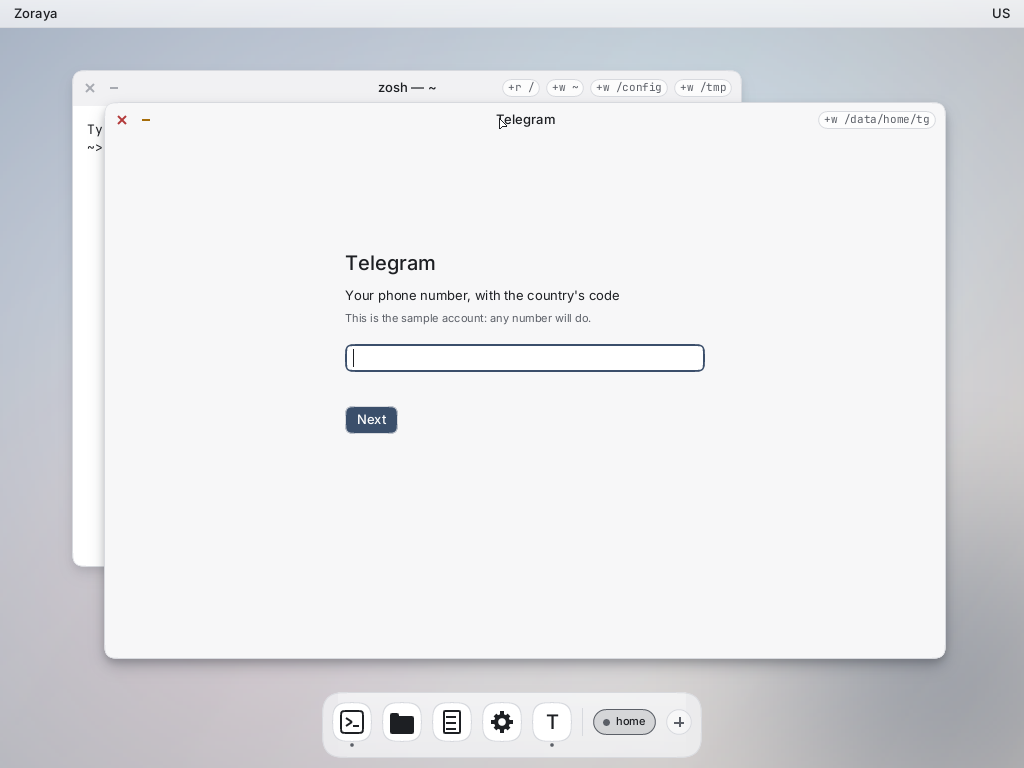 Zoraya
US
zosh — ~
+r /
+w ~
+w /config
+w /tmp
Ty
~>
Telegram
+w /data/home/tg
Telegram
Your phone number, with the country's code
This is the sample account: any number will do.
Next
T
home